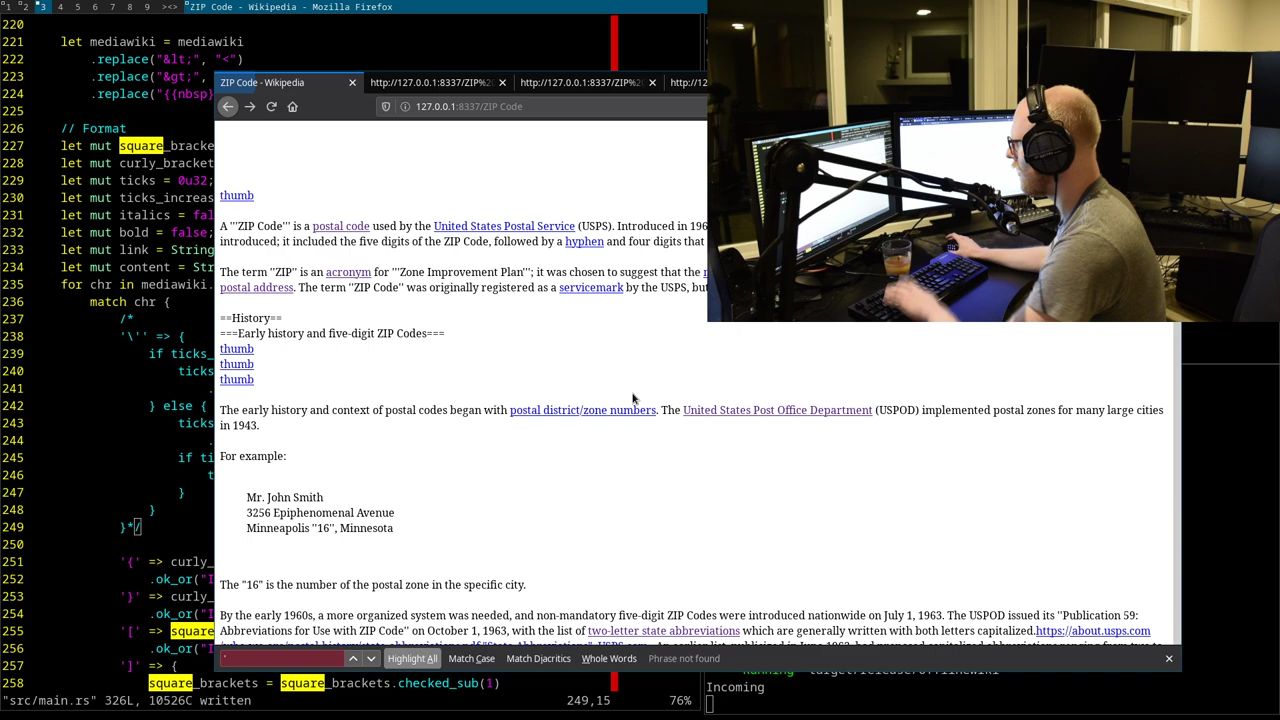 1 2 3 4 5 6 7 8 9 ><> ZIP Code - Wikipedia - Mozilla Firefox
220
221 let mediawiki = mediawiki
222 .replace("&lt;", "<")
223 .replace("&gt;",
224 .replace("{{nbsp}
225
226 // Format
227 let mut square_bracke
228 let mut curly_bracket
229 let mut ticks = 0u32;
230 let mut ticks_increas
231 let mut italics = fal
232 let mut bold = false;
233 let mut link = String
234 let mut content = Str
235 for chr in mediawiki.
236 match chr {
237 /*
238 '\'' => {
239 if ticks_
240 ticks
241 .
242 } else {
243 ticks
244 .
245 if ti
246 t
247 }
248 }
249 }*/
250
251 '{' => curly_
252 .ok_or("I
253 '}' => curly_
254 .ok_or("I
255 '[' => square
256 .ok_or("I
257 ']' => {
258 square_brackets = square_brackets.checked_sub(1)
"src/main.rs" 326L, 10526C written 249,15 76%
ZIP Code - Wikipedia http://127.0.0.1:8337/ZIP%2 http://127.0.0.1:8337/ZIP%2 http://12
127.0.0.1:8337/ZIP Code
thumb
A '''ZIP Code''' is a postal code used by the United States Postal Service (USPS). Introduced in 196
introduced; it included the five digits of the ZIP Code, followed by a hyphen and four digits that
The term ''ZIP'' is an acronym for '''Zone Improvement Plan'''; it was chosen to suggest that the
postal address. The term ''ZIP Code'' was originally registered as a servicemark by the USPS, but
==History==
===Early history and five-digit ZIP Codes===
thumb
thumb
thumb
The early history and context of postal codes began with postal district/zone numbers. The United States Post Office Department (USPOD) implemented postal zones for many large cities
in 1943.
For example:
Mr. John Smith
3256 Epiphenomenal Avenue
Minneapolis ''16'', Minnesota
The "16" is the number of the postal zone in the specific city.
By the early 1960s, a more organized system was needed, and non-mandatory five-digit ZIP Codes were introduced nationwide on July 1, 1963. The USPOD issued its ''Publication 59:
Abbreviations for Use with ZIP Code'' on October 1, 1963, with the list of two-letter state abbreviations which are generally written with both letters capitalized.https://about.usps.com
' Highlight All Match Case Match Diacritics Whole Words Phrase not found
Incoming